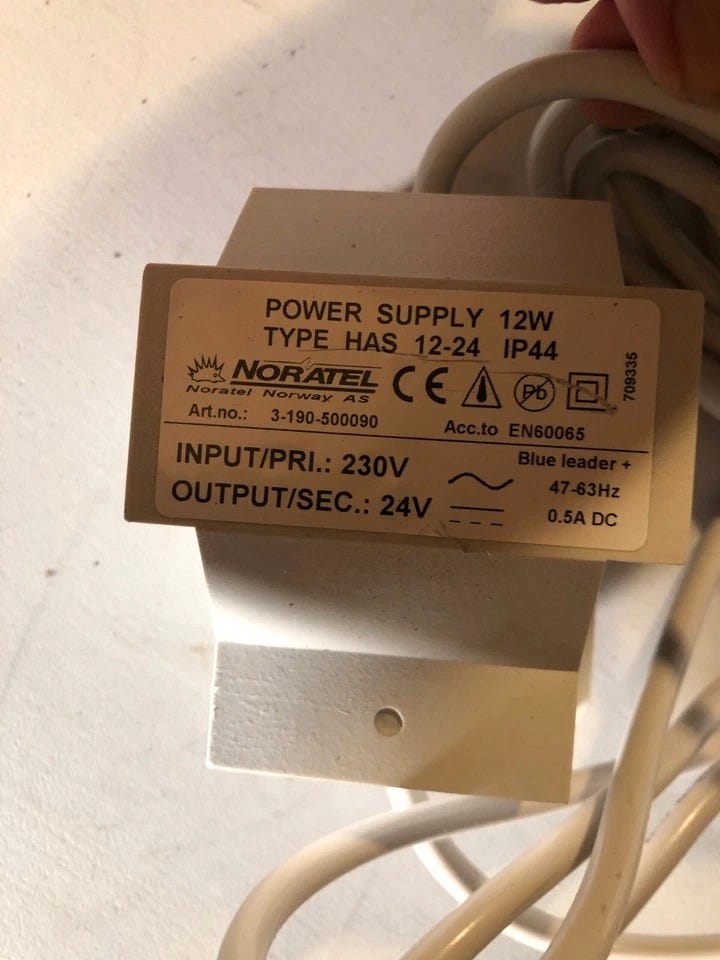 POWER SUPPLY 12W
TYPE HAS 12-24 IP44
NORATEL CE Pb
Noratel Norway AS
709335
Art.no.: 3-190-500090 Acc.to EN60065
INPUT/PRI.: 230V Blue leader +
47-63Hz
OUTPUT/SEC.: 24V 0.5A DC